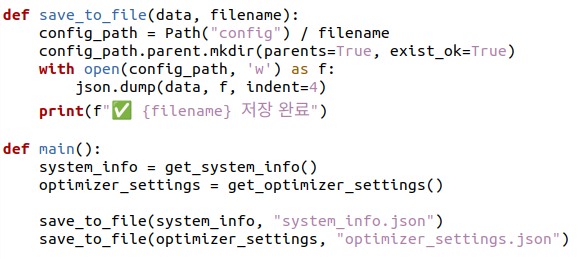 def save_to_file(data, filename):
    config_path = Path("config") / filename
    config_path.parent.mkdir(parents=True, exist_ok=True)
    with open(config_path, 'w') as f:
        json.dump(data, f, indent=4)
    print(f"✅ {filename} 저장 완료")

def main():
    system_info = get_system_info()
    optimizer_settings = get_optimizer_settings()

    save_to_file(system_info, "system_info.json")
    save_to_file(optimizer_settings, "optimizer_settings.json")